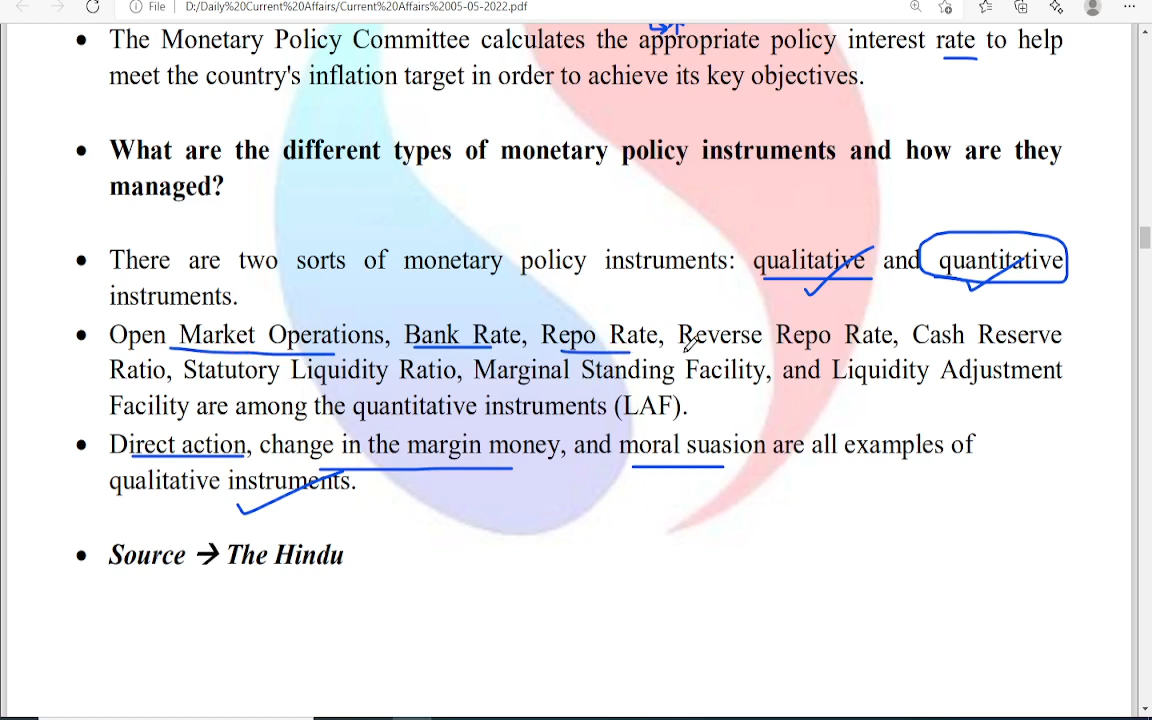 File | D:/Daily%20Current%20Affairs/Current%20Affairs%2005-05-2022.pdf
• The Monetary Policy Committee calculates the appropriate policy interest rate to help
meet the country's inflation target in order to achieve its key objectives.
• What are the different types of monetary policy instruments and how are they
managed?
• There are two sorts of monetary policy instruments: qualitative and quantitative
instruments.
• Open Market Operations, Bank Rate, Repo Rate, Reverse Repo Rate, Cash Reserve
Ratio, Statutory Liquidity Ratio, Marginal Standing Facility, and Liquidity Adjustment
Facility are among the quantitative instruments (LAF).
• Direct action, change in the margin money, and moral suasion are all examples of
qualitative instruments.
• Source → The Hindu